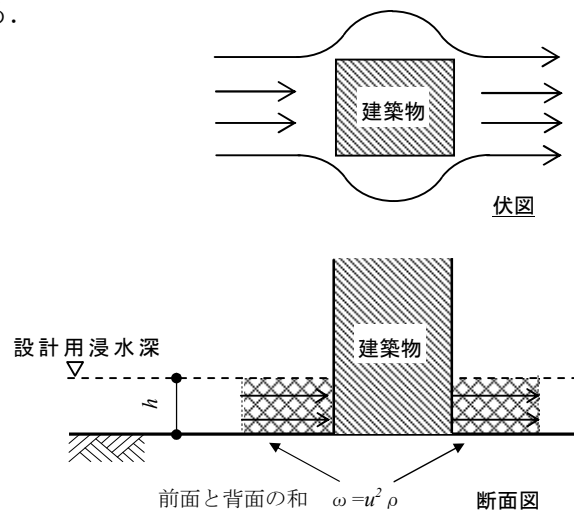 る．
建築物
伏図
設計用浸水深
建築物
h
前面と背面の和 ω=u² ρ
断面図